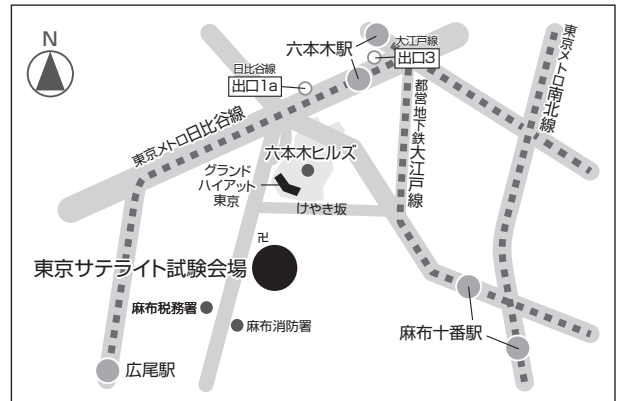 N
六本木駅
大江戸線
出口3
日比谷線
出口1a
東京メトロ日比谷線
東京メトロ南北線
都営地下鉄大江戸線
六本木ヒルズ
グランド
ハイアット
東京
けやき坂
卍
東京サテライト試験会場
麻布税務署
麻布消防署
麻布十番駅
広尾駅